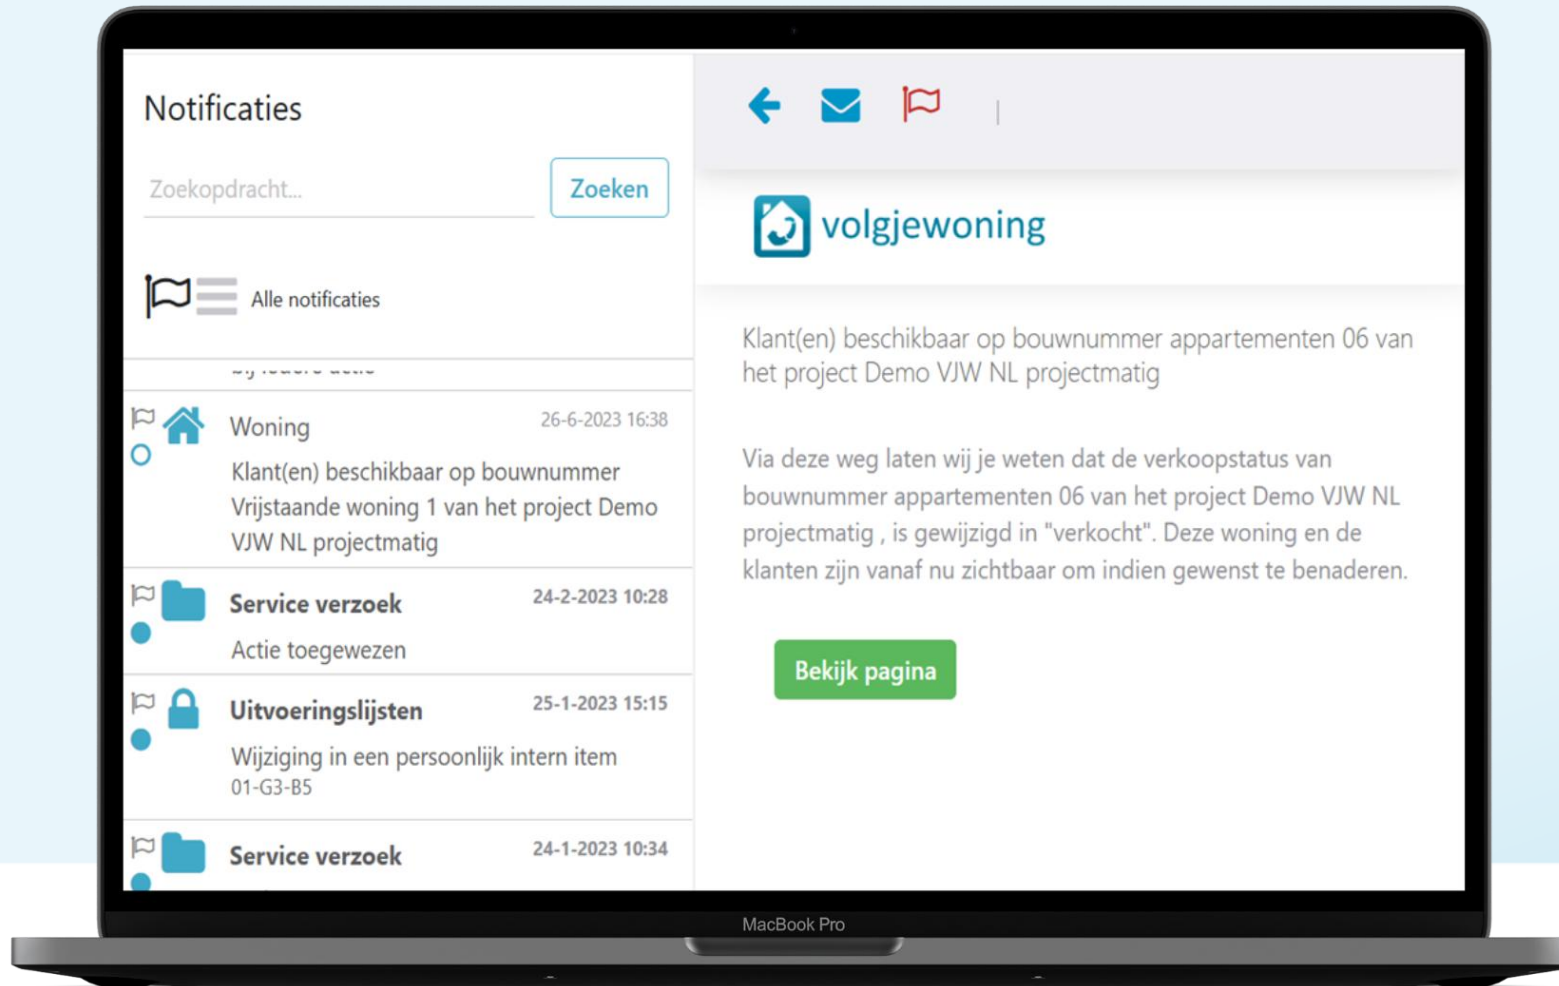 Notificaties
Zoekopdracht...
Zoeken
Alle notificaties
Woning
26-6-2023 16:38
Klant(en) beschikbaar op bouwnummer
Vrijstaande woning 1 van het project Demo
VJW NL projectmatig
Service verzoek
24-2-2023 10:28
Actie toegewezen
Uitvoeringslijsten
25-1-2023 15:15
Wijziging in een persoonlijk intern item
01-G3-B5
Service verzoek
24-1-2023 10:34
volgjewoning
Klant(en) beschikbaar op bouwnummer appartementen 06 van
het project Demo VJW NL projectmatig
Via deze weg laten wij je weten dat de verkoopstatus van
bouwnummer appartementen 06 van het project Demo VJW NL
projectmatig , is gewijzigd in "verkocht". Deze woning en de
klanten zijn vanaf nu zichtbaar om indien gewenst te benaderen.
Bekijk pagina
MacBook Pro